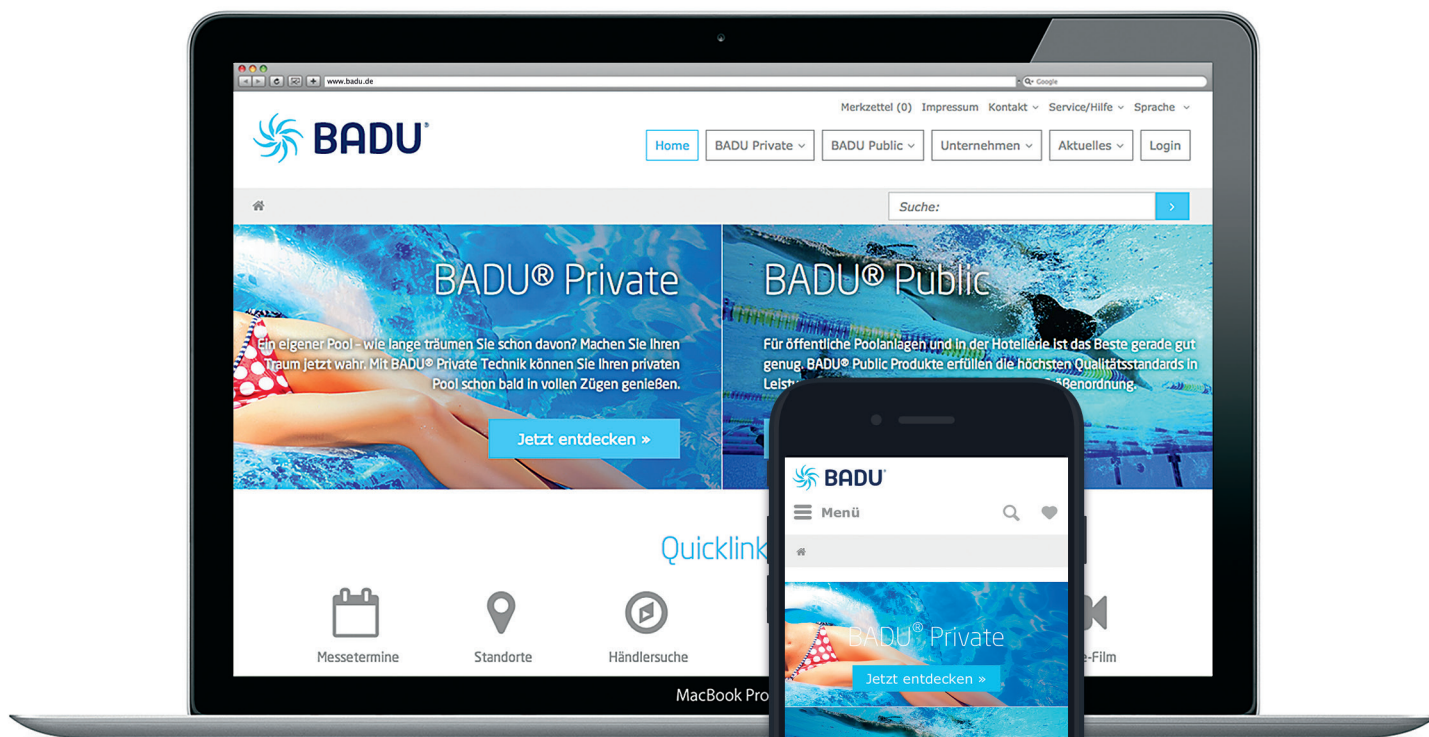 www.badu.de
Google
Merkzettel (0) Impressum Kontakt Service/Hilfe Sprache
BADU®
Home BADU Private BADU Public Unternehmen Aktuelles Login
Suche:
BADU® Private
Ein eigener Pool - wie lange träumen Sie schon davon? Machen Sie Ihren
Traum jetzt wahr. Mit BADU® Private Technik können Sie Ihren privaten
Pool schon bald in vollen Zügen genießen.
Jetzt entdecken »
BADU® Public
Für öffentliche Poolanlagen und in der Hotellerie ist das Beste gerade gut
genug. BADU® Public Produkte erfüllen die höchsten Qualitätsstandards in
Quicklink
Messetermine
Standorte
Händlersuche
e-Film
MacBook Pro
BADU®
Menü
BADU® Private
Jetzt entdecken »